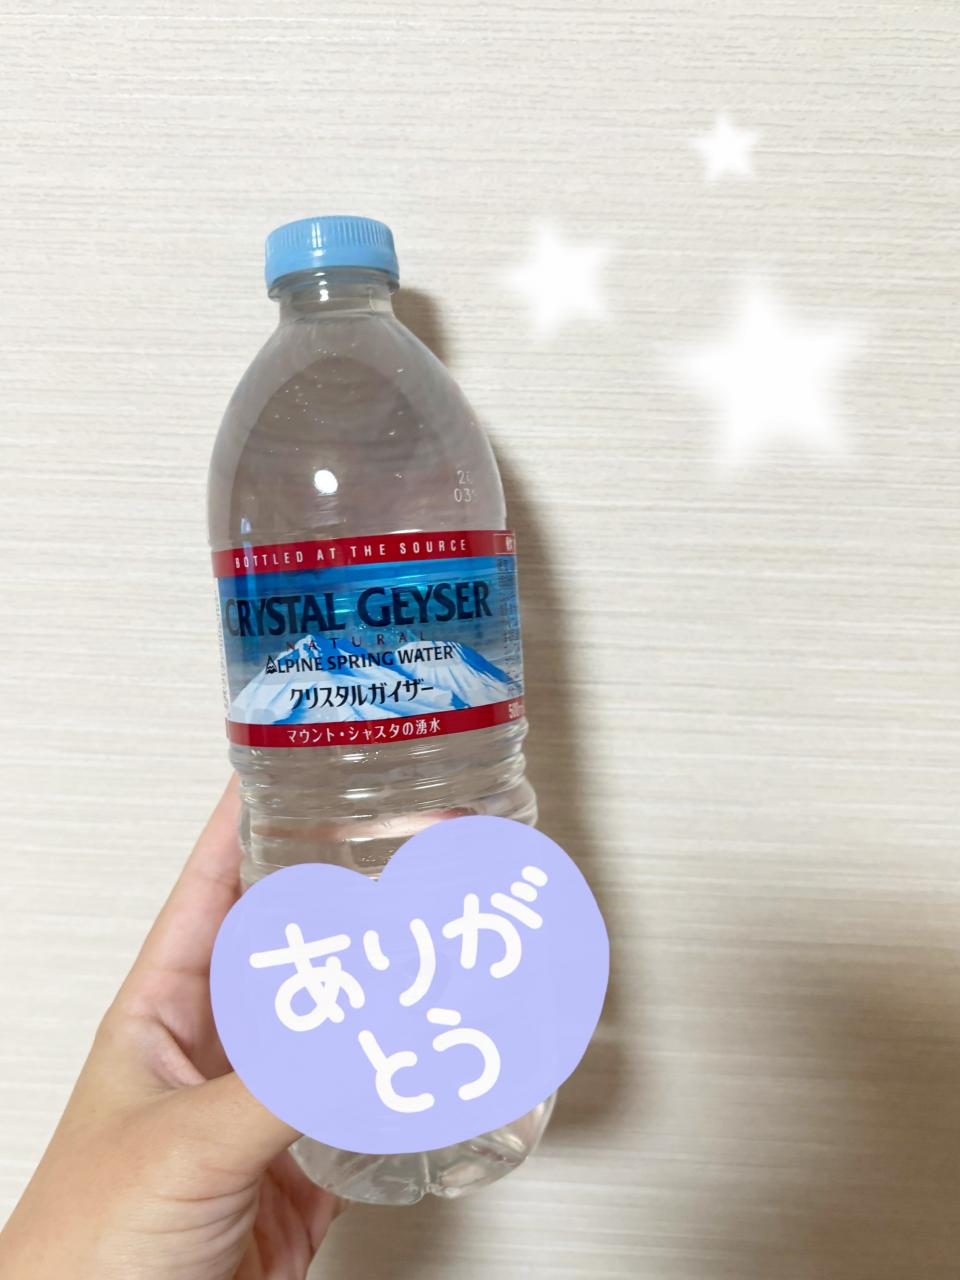 BOTTLED AT THE SOURCE
CRYSTAL GEYSER
NATURAL
ALPINE SPRING WATER
クリスタルガイザー
マウント・シャスタの湧水
ありが
とう